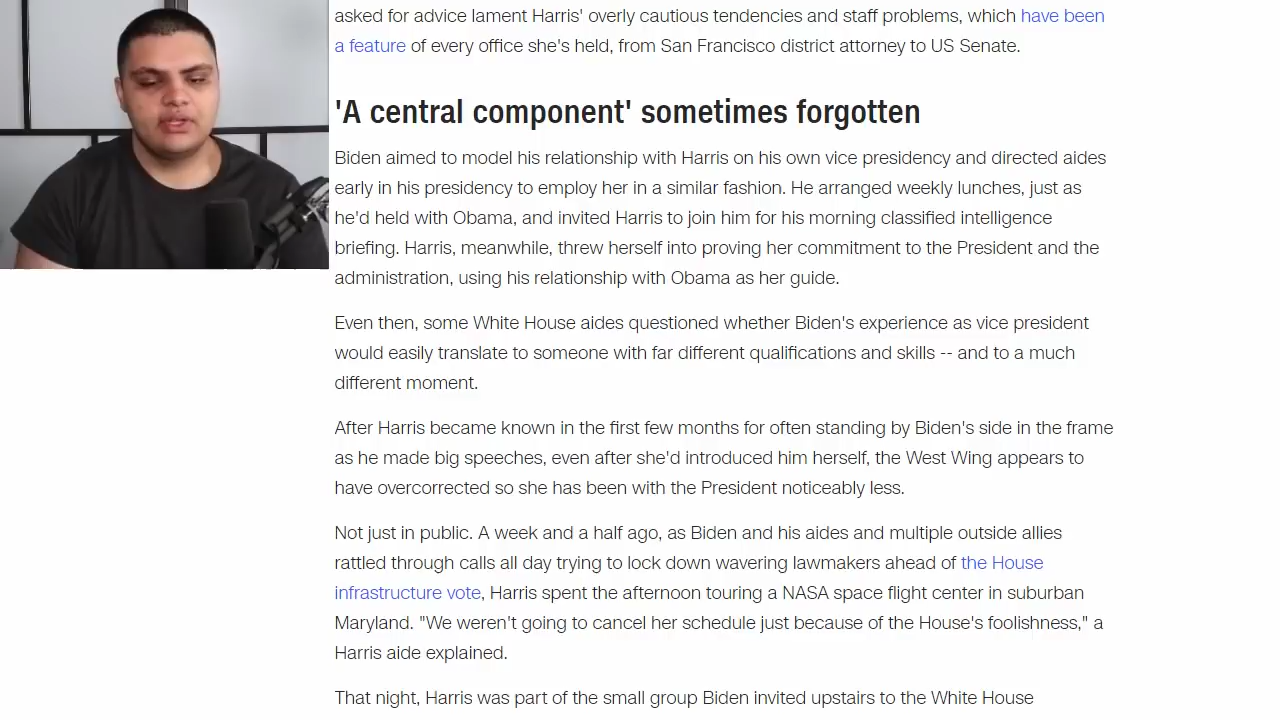 asked for advice lament Harris' overly cautious tendencies and staff problems, which have been
a feature of every office she's held, from San Francisco district attorney to US Senate.
'A central component' sometimes forgotten
Biden aimed to model his relationship with Harris on his own vice presidency and directed aides
early in his presidency to employ her in a similar fashion. He arranged weekly lunches, just as
he'd held with Obama, and invited Harris to join him for his morning classified intelligence
briefing. Harris, meanwhile, threw herself into proving her commitment to the President and the
administration, using his relationship with Obama as her guide.
Even then, some White House aides questioned whether Biden's experience as vice president
would easily translate to someone with far different qualifications and skills -- and to a much
different moment.
After Harris became known in the first few months for often standing by Biden's side in the frame
as he made big speeches, even after she'd introduced him herself, the West Wing appears to
have overcorrected so she has been with the President noticeably less.
Not just in public. A week and a half ago, as Biden and his aides and multiple outside allies
rattled through calls all day trying to lock down wavering lawmakers ahead of the House
infrastructure vote, Harris spent the afternoon touring a NASA space flight center in suburban
Maryland. "We weren't going to cancel her schedule just because of the House's foolishness," a
Harris aide explained.
That night, Harris was part of the small group Biden invited upstairs to the White House